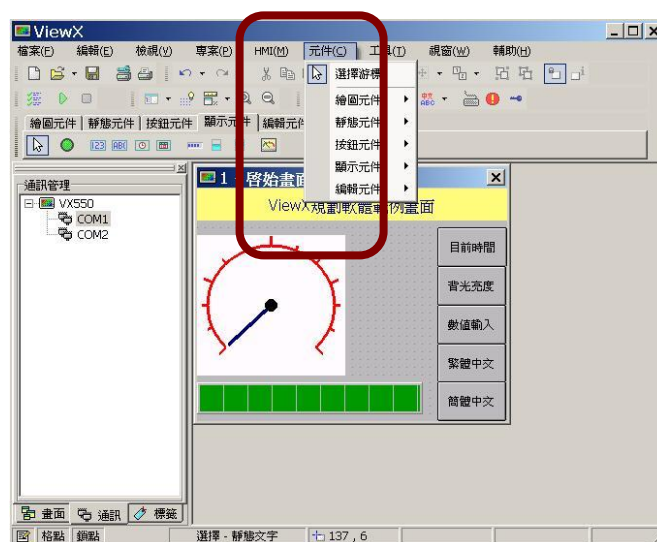 ViewX
檔案(F) 編輯(E) 檢視(V) 專案(P) HMI(M) 元件(C) 工具(T) 視窗(W) 輔助(H)
選擇游標
繪圖元件
靜態元件
按鈕元件
顯示元件
編輯元件
繪圖元件 靜態元件 按鈕元件 顯示元件 編輯元件
123 ABC
通訊管理
VX550
COM1
COM2
1 - 啓始畫面
ViewX規劃軟體範例畫面
目前時間
背光亮度
數值輸入
繁體中文
簡體中文
畫面 通訊 標籤
格點 鎖點 選擇 - 靜態文字 137 , 6